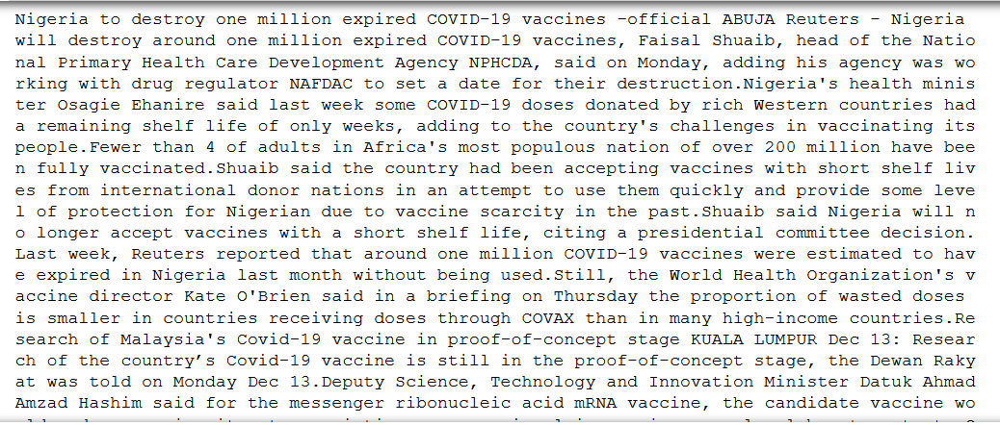 Nigeria to destroy one million expired COVID-19 vaccines -official ABUJA Reuters - Nigeria
will destroy around one million expired COVID-19 vaccines, Faisal Shuaib, head of the Natio
nal Primary Health Care Development Agency NPHCDA, said on Monday, adding his agency was wo
rking with drug regulator NAFDAC to set a date for their destruction.Nigeria's health minis
ter Osagie Ehanire said last week some COVID-19 doses donated by rich Western countries had
a remaining shelf life of only weeks, adding to the country's challenges in vaccinating its
people.Fewer than 4 of adults in Africa's most populous nation of over 200 million have bee
n fully vaccinated.Shuaib said the country had been accepting vaccines with short shelf liv
es from international donor nations in an attempt to use them quickly and provide some leve
l of protection for Nigerian due to vaccine scarcity in the past.Shuaib said Nigeria will n
o longer accept vaccines with a short shelf life, citing a presidential committee decision.
Last week, Reuters reported that around one million COVID-19 vaccines were estimated to hav
e expired in Nigeria last month without being used.Still, the World Health Organization's v
accine director Kate O'Brien said in a briefing on Thursday the proportion of wasted doses
is smaller in countries receiving doses through COVAX than in many high-income countries.Re
search of Malaysia's Covid-19 vaccine in proof-of-concept stage KUALA LUMPUR Dec 13: Resear
ch of the country’s Covid-19 vaccine is still in the proof-of-concept stage, the Dewan Raky
at was told on Monday Dec 13.Deputy Science, Technology and Innovation Minister Datuk Ahmad
Amzad Hashim said for the messenger ribonucleic acid mRNA vaccine, the candidate vaccine wo